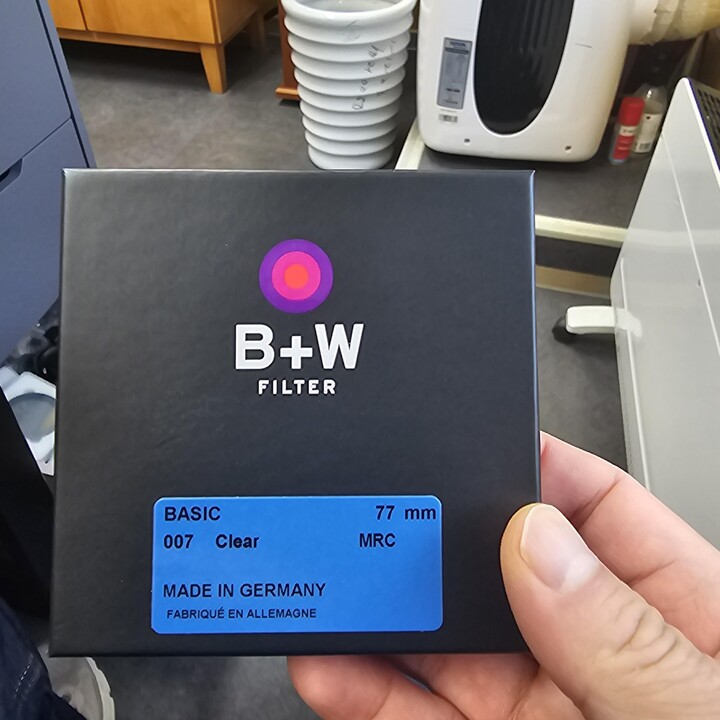 B+W
FILTER
BASIC 77 mm
007 Clear MRC
MADE IN GERMANY
FABRIQUÉ EN ALLEMAGNE